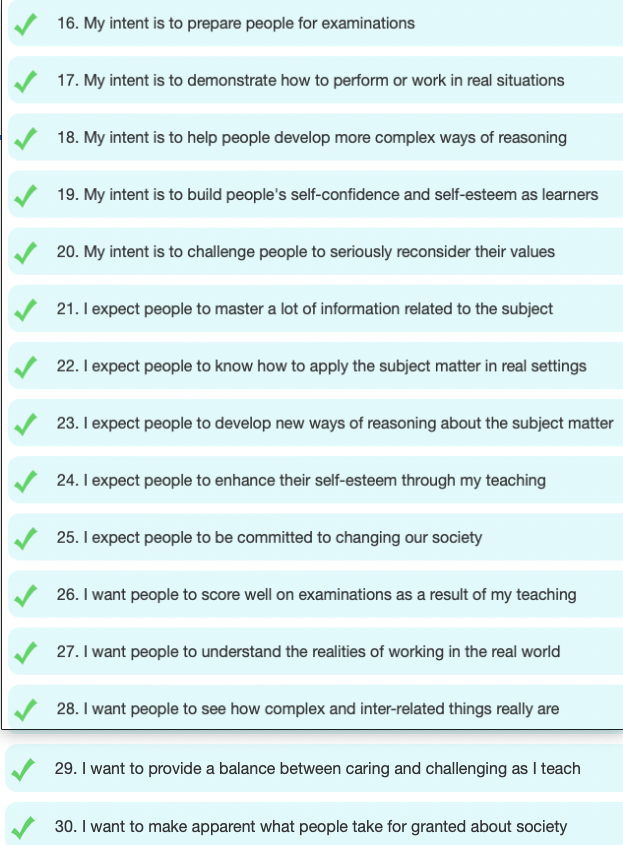 16. My intent is to prepare people for examinations
17. My intent is to demonstrate how to perform or work in real situations
18. My intent is to help people develop more complex ways of reasoning
19. My intent is to build people's self-confidence and self-esteem as learners
20. My intent is to challenge people to seriously reconsider their values
21. I expect people to master a lot of information related to the subject
22. I expect people to know how to apply the subject matter in real settings
23. I expect people to develop new ways of reasoning about the subject matter
24. I expect people to enhance their self-esteem through my teaching
25. I expect people to be committed to changing our society
26. I want people to score well on examinations as a result of my teaching
27. I want people to understand the realities of working in the real world
28. I want people to see how complex and inter-related things really are
29. I want to provide a balance between caring and challenging as I teach
30. I want to make apparent what people take for granted about society